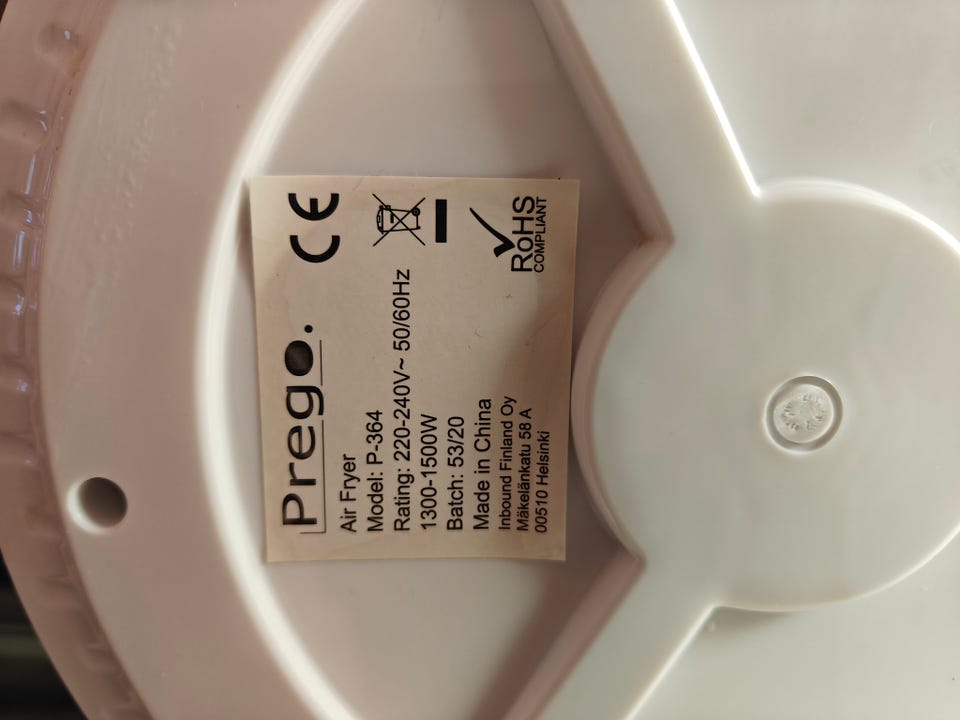 Prego.
Air Fryer
Model: P-364
Rating: 220-240V~ 50/60Hz
1300-1500W
Batch: 53/20
Made in China
Inbound Finland Oy
Mäkelänkatu 58 A
00510 Helsinki
CE
RoHS
COMPLIANT